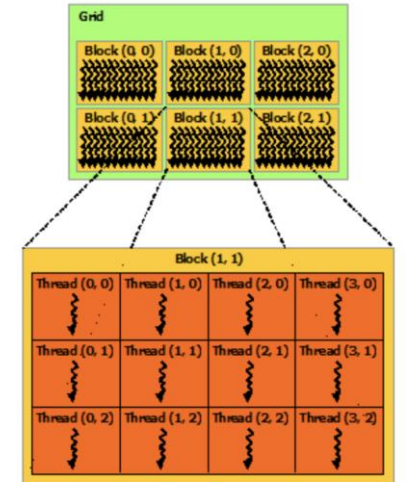 Grid
Block (0, 0) Block (1, 0) Block (2, 0)
Block (0, 1) Block (1, 1) Block (2, 1)
Block (1, 1)
Thread (0, 0) Thread (1, 0) Thread (2, 0) Thread (3, 0)
Thread (0, 1) Thread (1, 1) Thread (2, 1) Thread (3, 1)
Thread (0, 2) Thread (1, 2) Thread (2, 2) Thread (3, 2)